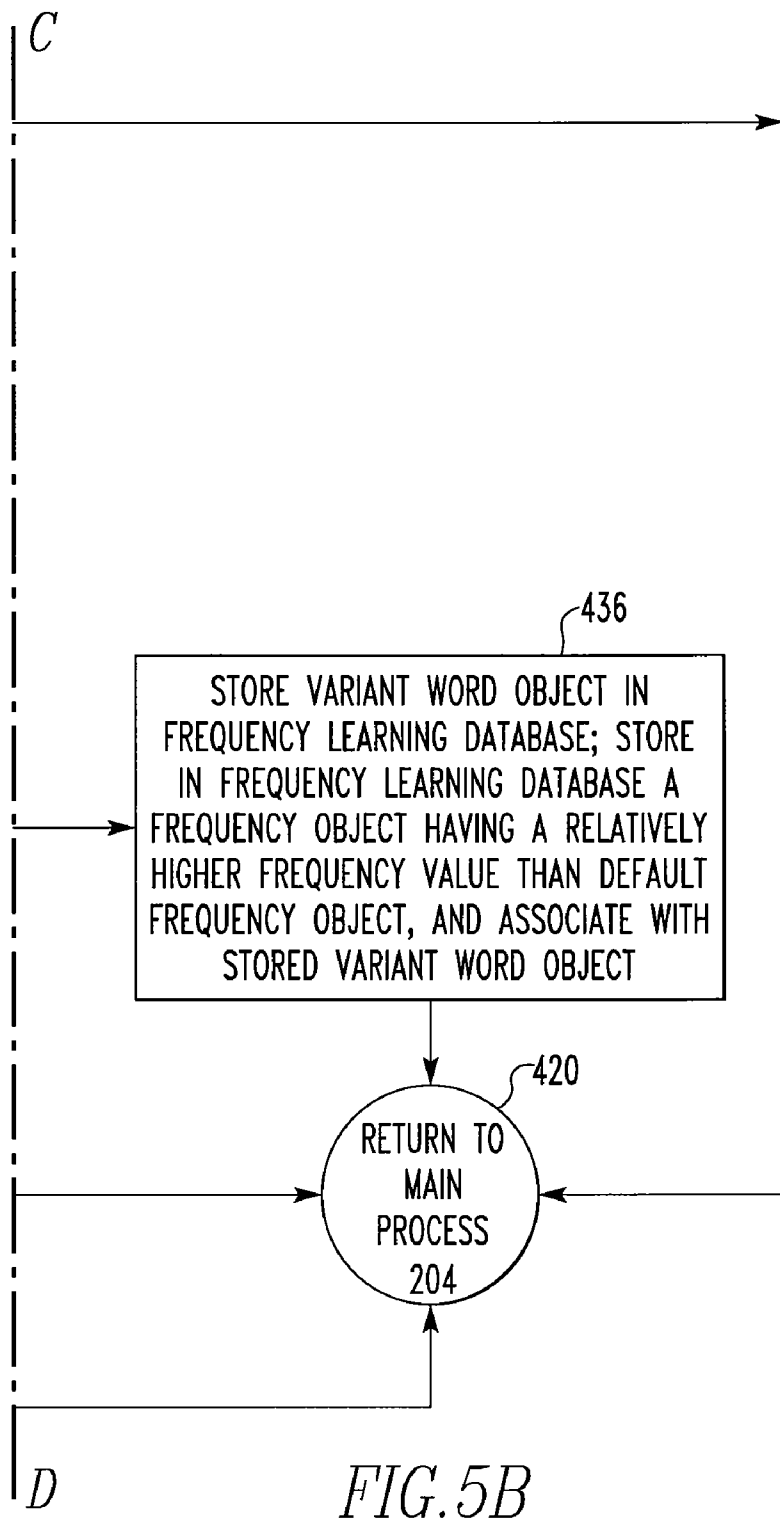 C
436
STORE VARIANT WORD OBJECT IN
FREQUENCY LEARNING DATABASE; STORE
IN FREQUENCY LEARNING DATABASE A
FREQUENCY OBJECT HAVING A RELATIVELY
HIGHER FREQUENCY VALUE THAN DEFAULT
FREQUENCY OBJECT, AND ASSOCIATE WITH
STORED VARIANT WORD OBJECT
420
RETURN TO
MAIN
PROCESS
204
D
FIG.5B